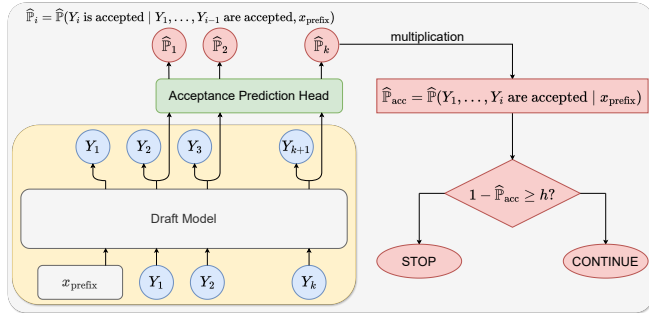 P̂ᵢ = P̂(Yᵢ is accepted | Y₁, . . . , Yᵢ₋₁ are accepted, x_prefix)
P̂₁
P̂₂
P̂ₖ
multiplication
Acceptance Prediction Head
P̂_acc = P̂(Y₁, . . . , Yᵢ are accepted | x_prefix)
Y₁
Y₂
Y₃
Yₖ₊₁
Draft Model
1 − P̂_acc ≥ h?
x_prefix
Y₁
Y₂
Yₖ
STOP
CONTINUE